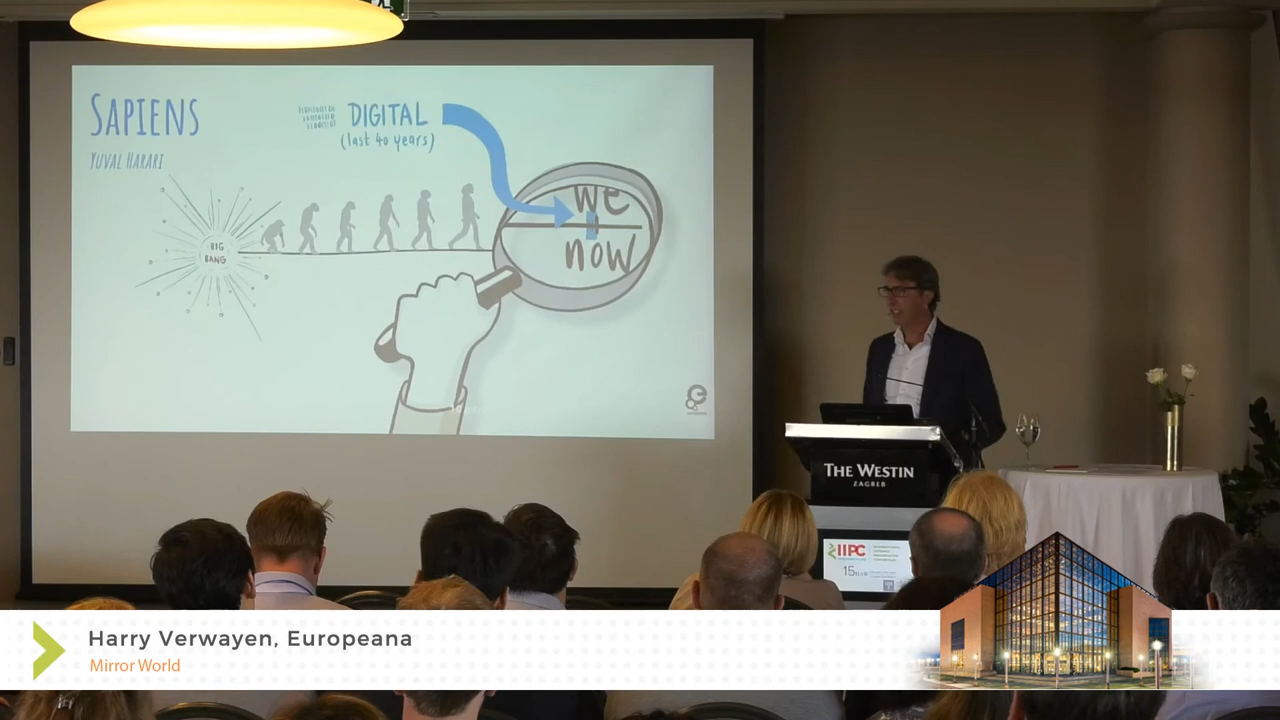 SAPIENS
YUVAL HARARI
DIGITAL
(last 40 years)
BIG
BANG
we
now
THE WESTIN
ZAGREB
IIPC
Harry Verwayen, Europeana
Mirror World